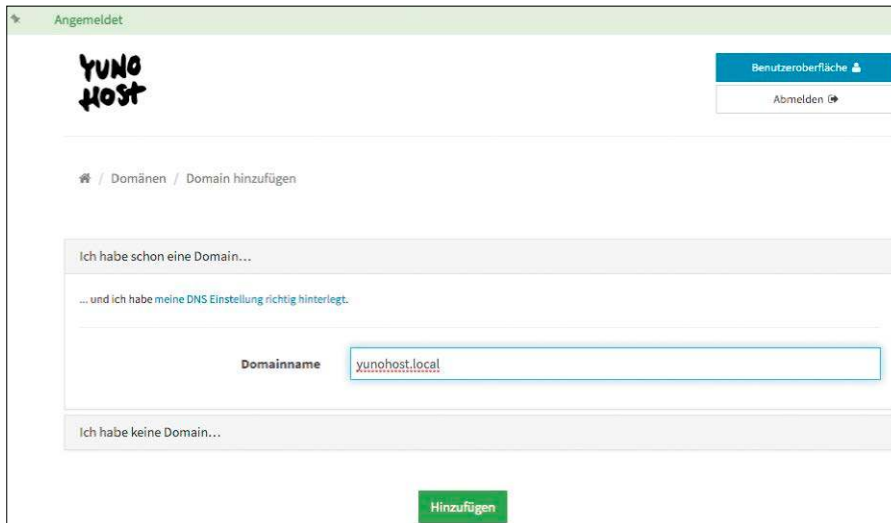 Angemeldet
YUNO
HOST
Benutzeroberfläche
Abmelden
/ Domänen / Domain hinzufügen
Ich habe schon eine Domain…
... und ich habe meine DNS Einstellung richtig hinterlegt.
Domainname
yunohost.local
Ich habe keine Domain…
Hinzufügen